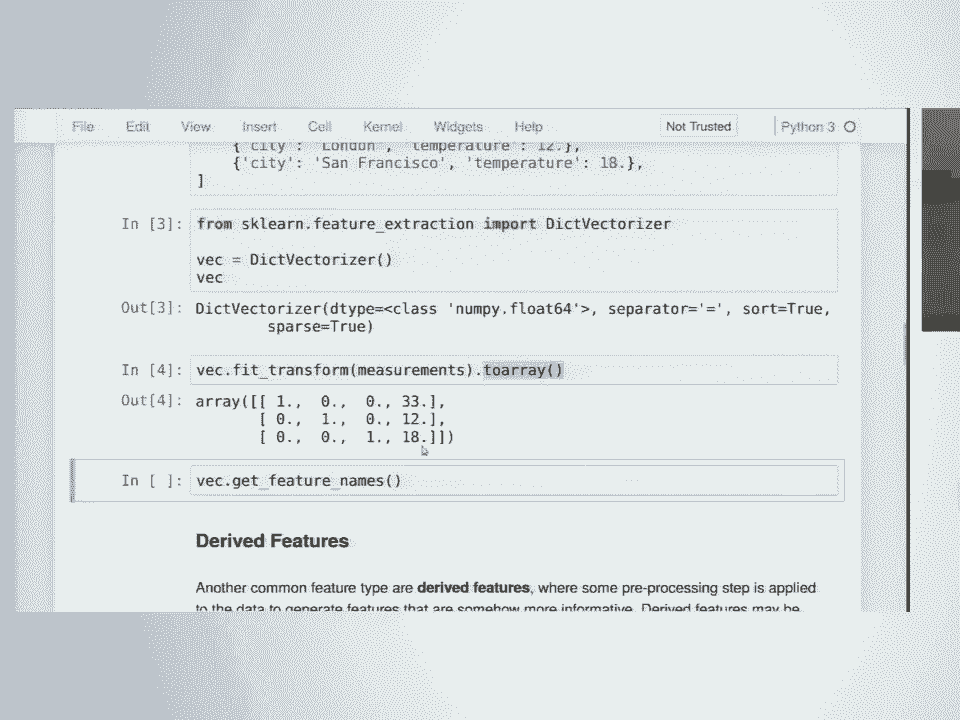 File Edit View Insert Cell Kernel Widgets Help Not Trusted Python 3
{'city': 'London', 'temperature': 12.},
{'city': 'San Francisco', 'temperature': 18.},
]
In [3]: from sklearn.feature_extraction import DictVectorizer
vec = DictVectorizer()
vec
Out[3]: DictVectorizer(dtype=<class 'numpy.float64'>, separator='=', sort=True,
sparse=True)
In [4]: vec.fit_transform(measurements).toarray()
Out[4]: array([[ 1., 0., 0., 33.],
[ 0., 1., 0., 12.],
[ 0., 0., 1., 18.]])
In [ ]: vec.get_feature_names()
Derived Features
Another common feature type are derived features, where some pre-processing step is applied
to the data to generate features that are somehow more informative. Derived features may be